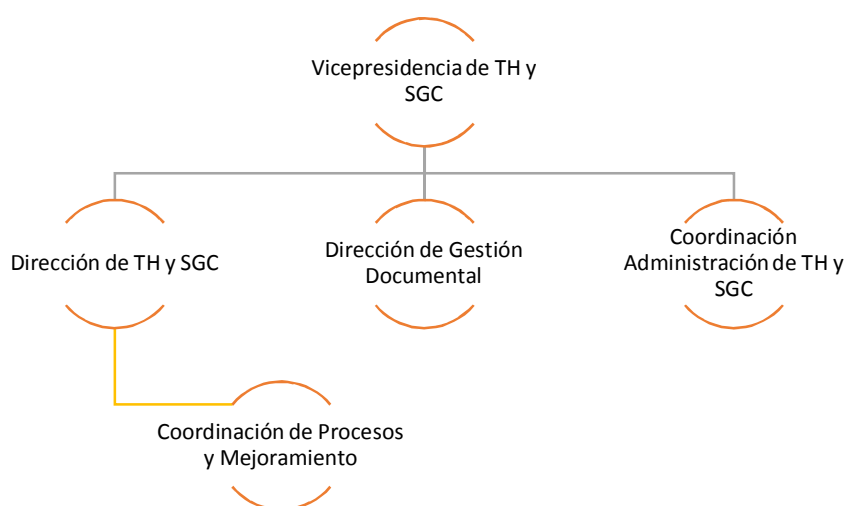 Vicepresidencia de TH y
SGC
Dirección de TH y SGC
Dirección de Gestión
Documental
Coordinación
Administración de TH y
SGC
Coordinación de Procesos
y Mejoramiento